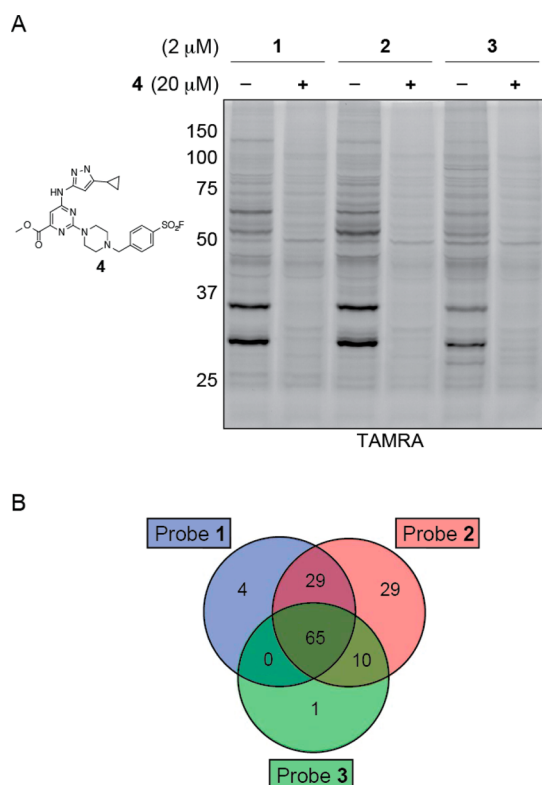 A
(2 μM) 1 2 3
4 (20 μM) – + – + – +
150
100
75
50
37
25
N N
HN
N
O O N N
N
SO2F
4
TAMRA
B
Probe 1
Probe 2
4 29 29
65
0 10
1
Probe 3